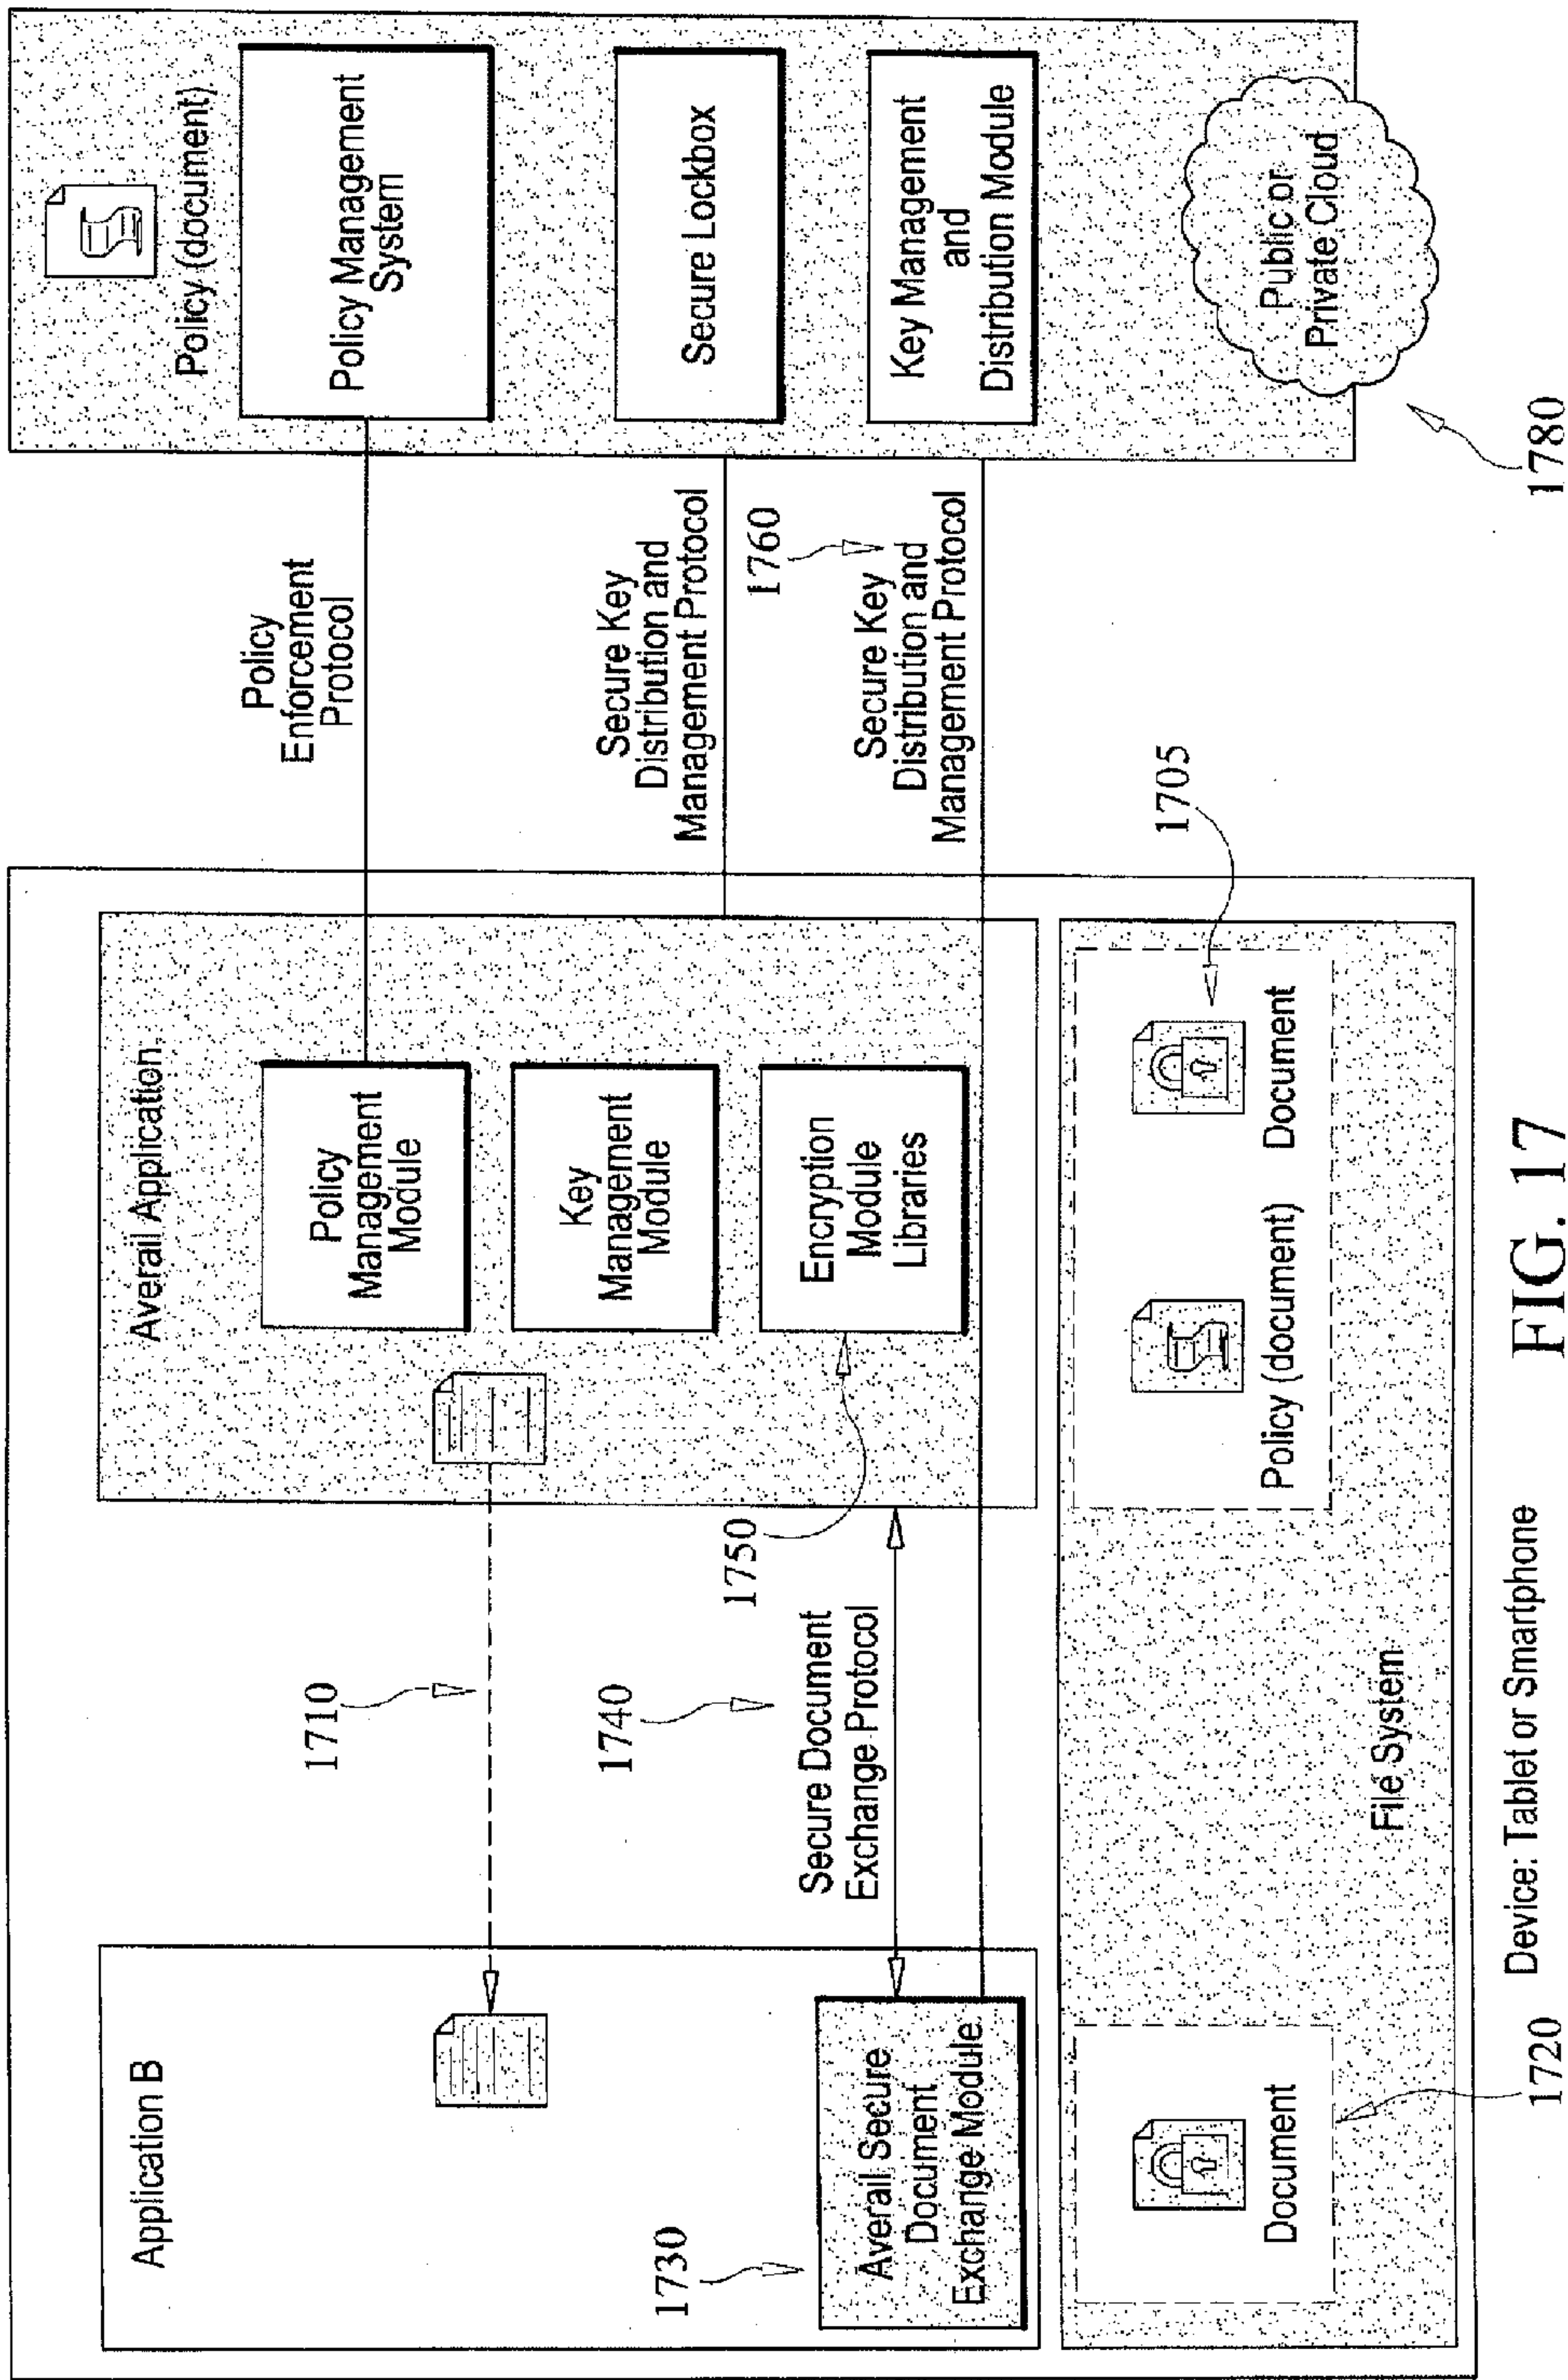 Application B
1730
Averail Secure
Document
Exchange Module
1710
1740
Secure Document
Exchange Protocol
Averail Application
Policy
Management
Module
Key
Management
Module
Encryption
Module
Libraries
1750
Policy
Enforcement
Protocol
Secure Key
Distribution and
Management Protocol
1760
Secure Key
Distribution and
Management Protocol
Policy (document)
Policy Management
System
Secure Lockbox
Key Management
and
Distribution Module
Public or
Private Cloud
1780
Document
1720
File System
Policy (document)
Document
1705
Device: Tablet or Smartphone
FIG. 17